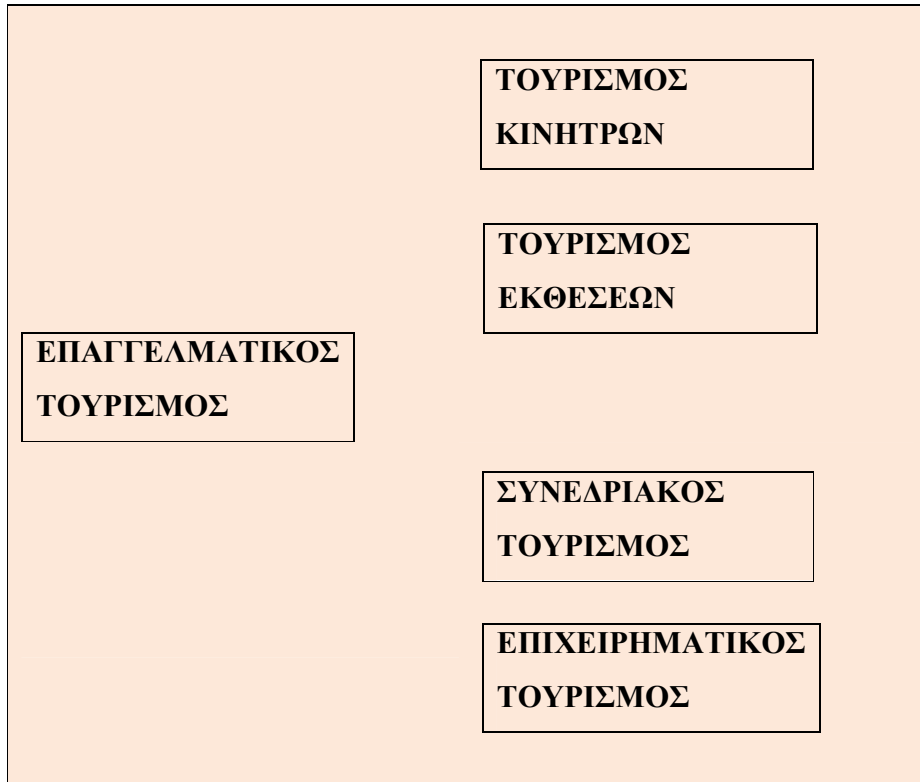 ΤΟΥΡΙΣΜΟΣ
ΚΙΝΗΤΡΩΝ
ΤΟΥΡΙΣΜΟΣ
ΕΚΘΕΣΕΩΝ
ΕΠΑΓΓΕΛΜΑΤΙΚΟΣ
ΤΟΥΡΙΣΜΟΣ
ΣΥΝΕΔΡΙΑΚΟΣ
ΤΟΥΡΙΣΜΟΣ
ΕΠΙΧΕΙΡΗΜΑΤΙΚΟΣ
ΤΟΥΡΙΣΜΟΣ